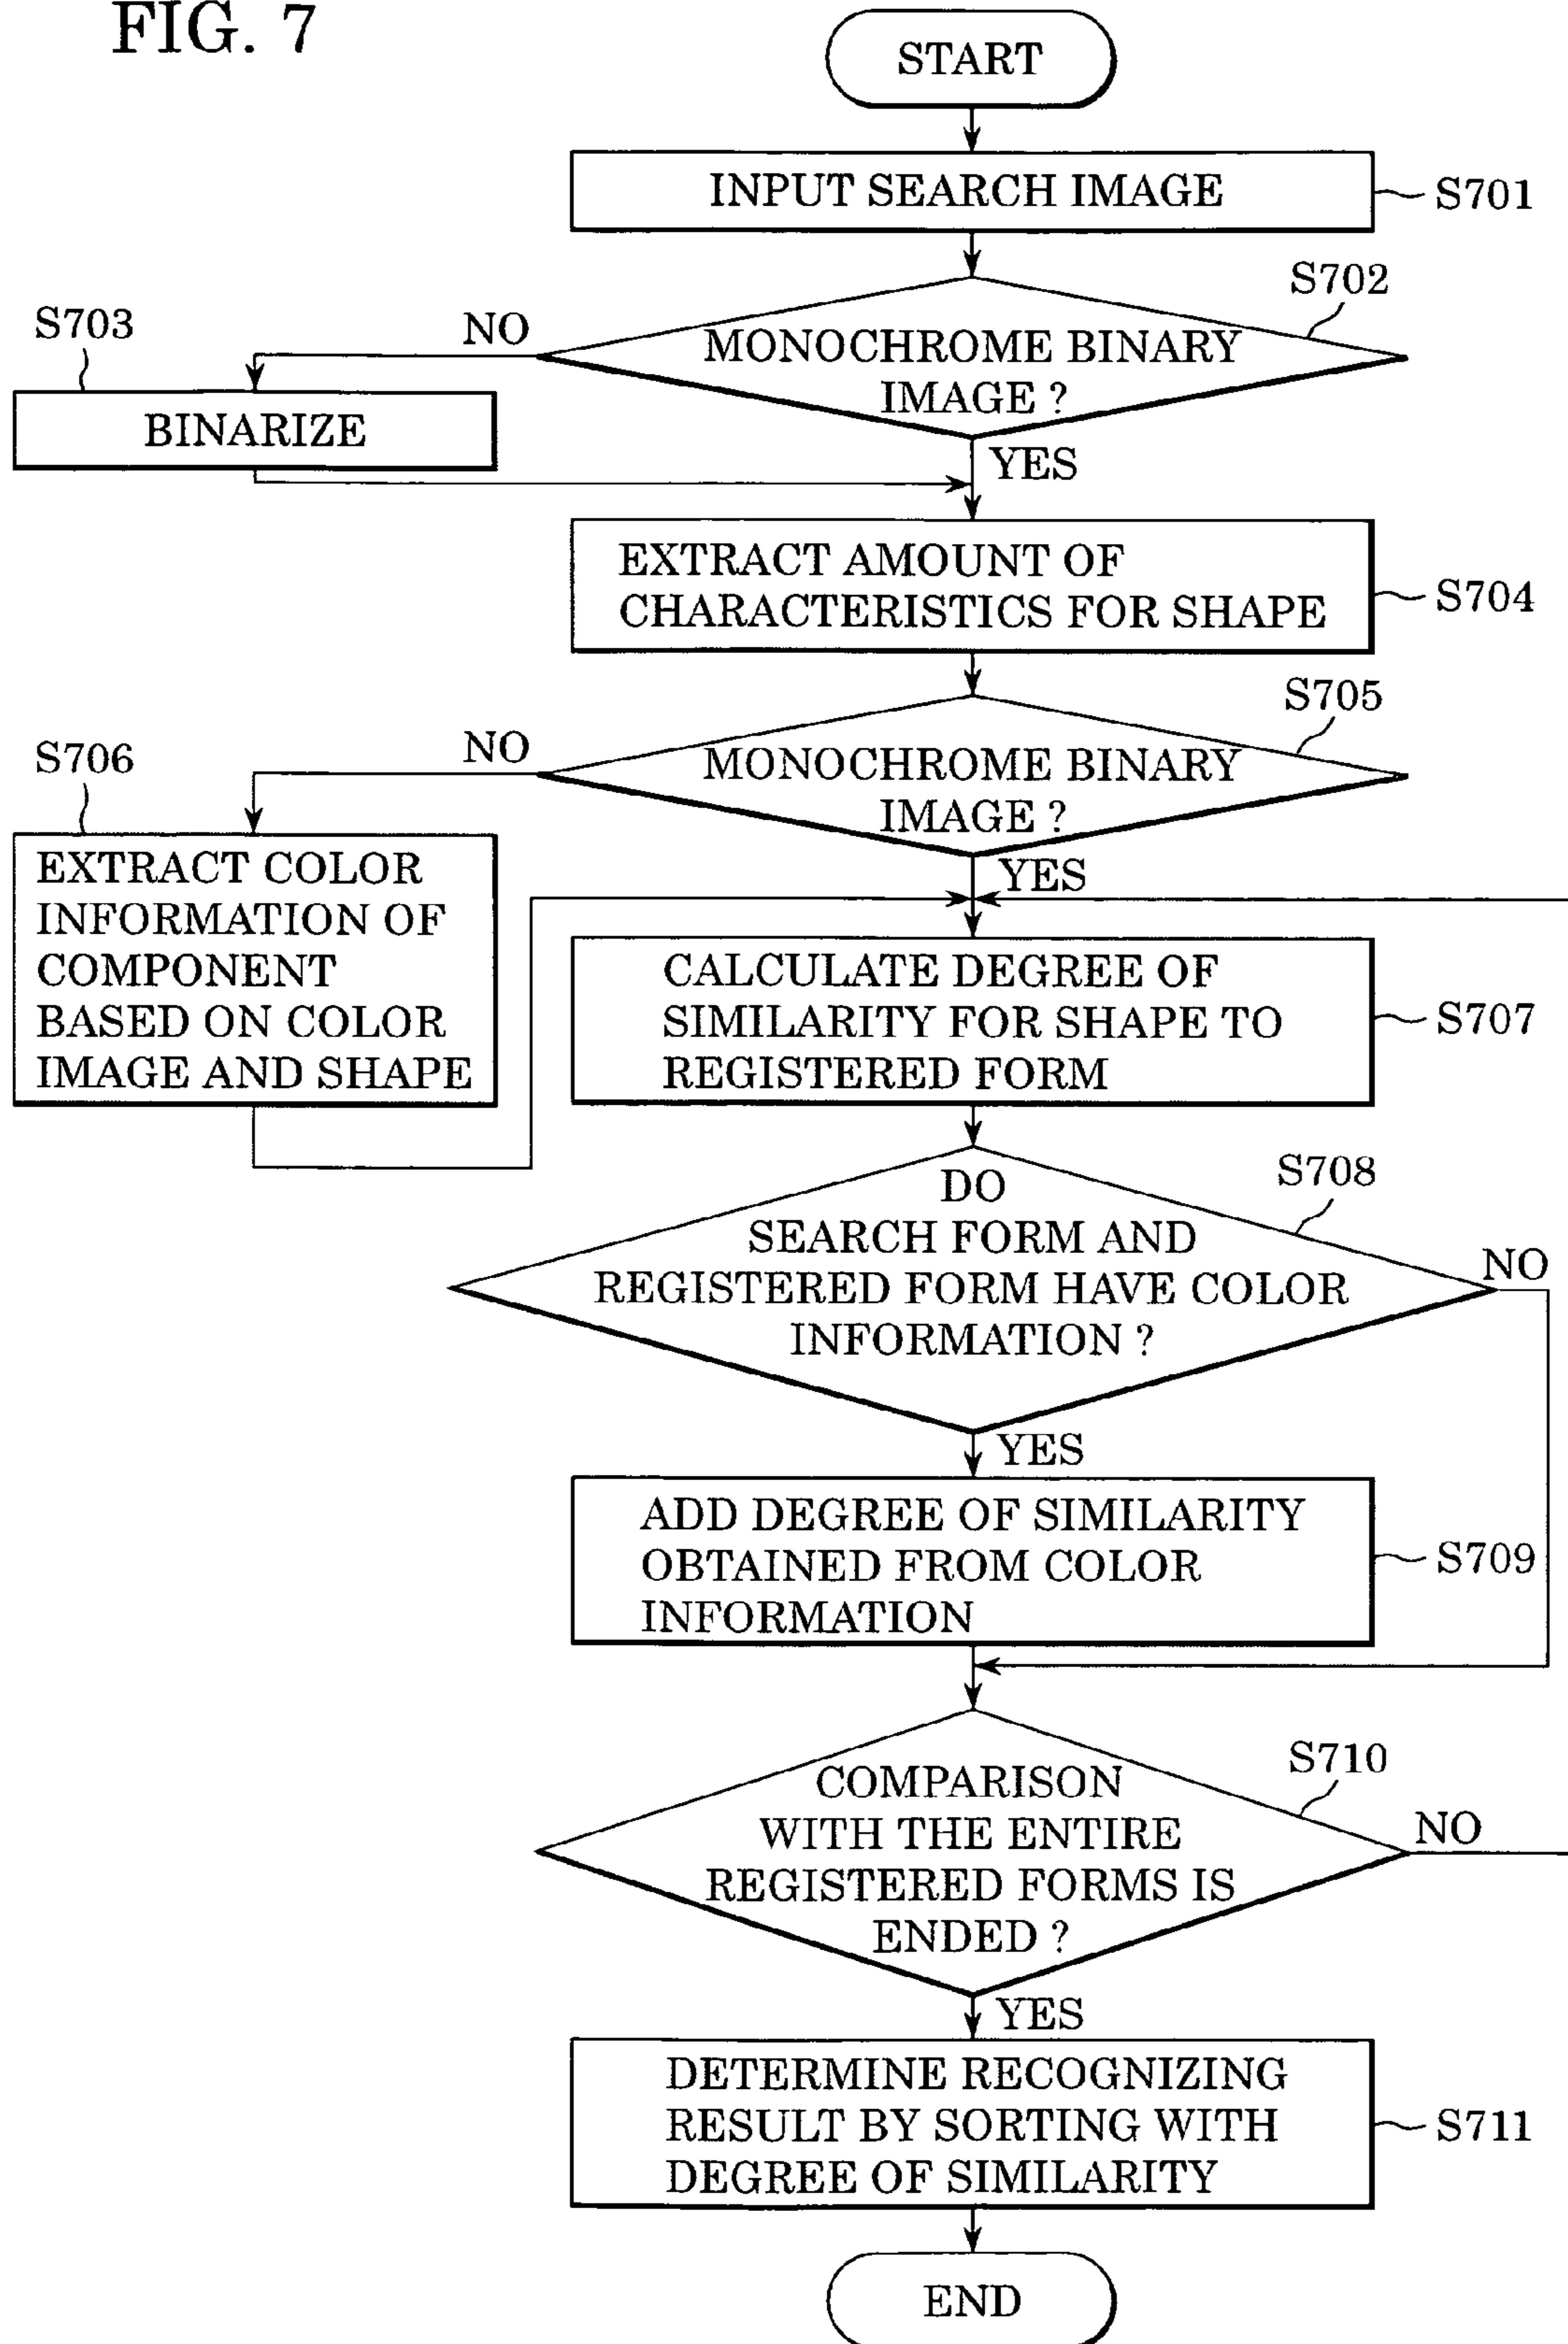 FIG. 7
START
INPUT SEARCH IMAGE
S701
S702
MONOCHROME BINARY
IMAGE ?
NO
YES
S703
BINARIZE
EXTRACT AMOUNT OF
CHARACTERISTICS FOR SHAPE
S704
S705
MONOCHROME BINARY
IMAGE ?
NO
YES
S706
EXTRACT COLOR
INFORMATION OF
COMPONENT
BASED ON COLOR
IMAGE AND SHAPE
CALCULATE DEGREE OF
SIMILARITY FOR SHAPE TO
REGISTERED FORM
S707
S708
DO
SEARCH FORM AND
REGISTERED FORM HAVE COLOR
INFORMATION ?
NO
YES
ADD DEGREE OF SIMILARITY
OBTAINED FROM COLOR
INFORMATION
S709
S710
COMPARISON
WITH THE ENTIRE
REGISTERED FORMS IS
ENDED ?
NO
YES
DETERMINE RECOGNIZING
RESULT BY SORTING WITH
DEGREE OF SIMILARITY
S711
END